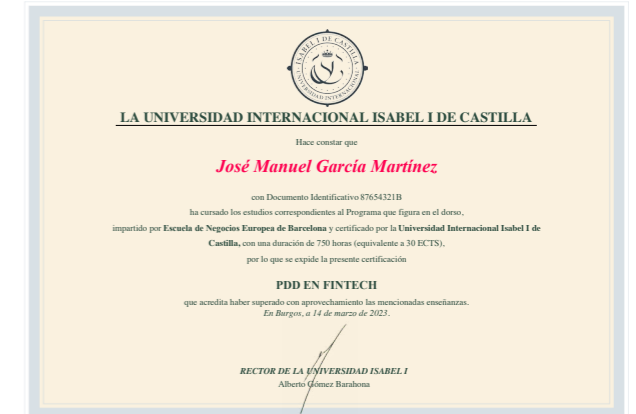 ISABEL I DE CASTILLA
UNIVERSIDAD INTERNACIONAL
LA UNIVERSIDAD INTERNACIONAL ISABEL I DE CASTILLA
Hace constar que
José Manuel García Martínez
con Documento Identificativo 87654321B
ha cursado los estudios correspondientes al Programa que figura en el dorso,
impartido por Escuela de Negocios Europea de Barcelona y certificado por la Universidad Internacional Isabel I de
Castilla, con una duración de 750 horas (equivalente a 30 ECTS),
por lo que se expide la presente certificación
PDD EN FINTECH
que acredita haber superado con aprovechamiento las mencionadas enseñanzas.
En Burgos, a 14 de marzo de 2023.
RECTOR DE LA UNIVERSIDAD ISABEL I
Alberto Gómez Barahona